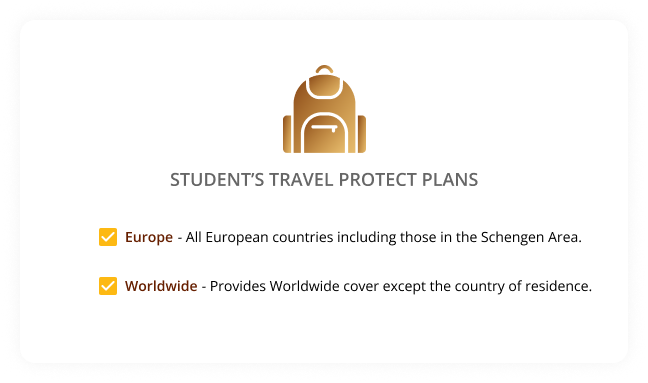 STUDENT’S TRAVEL PROTECT PLANS
Europe - All European countries including those in the Schengen Area.
Worldwide - Provides Worldwide cover except the country of residence.